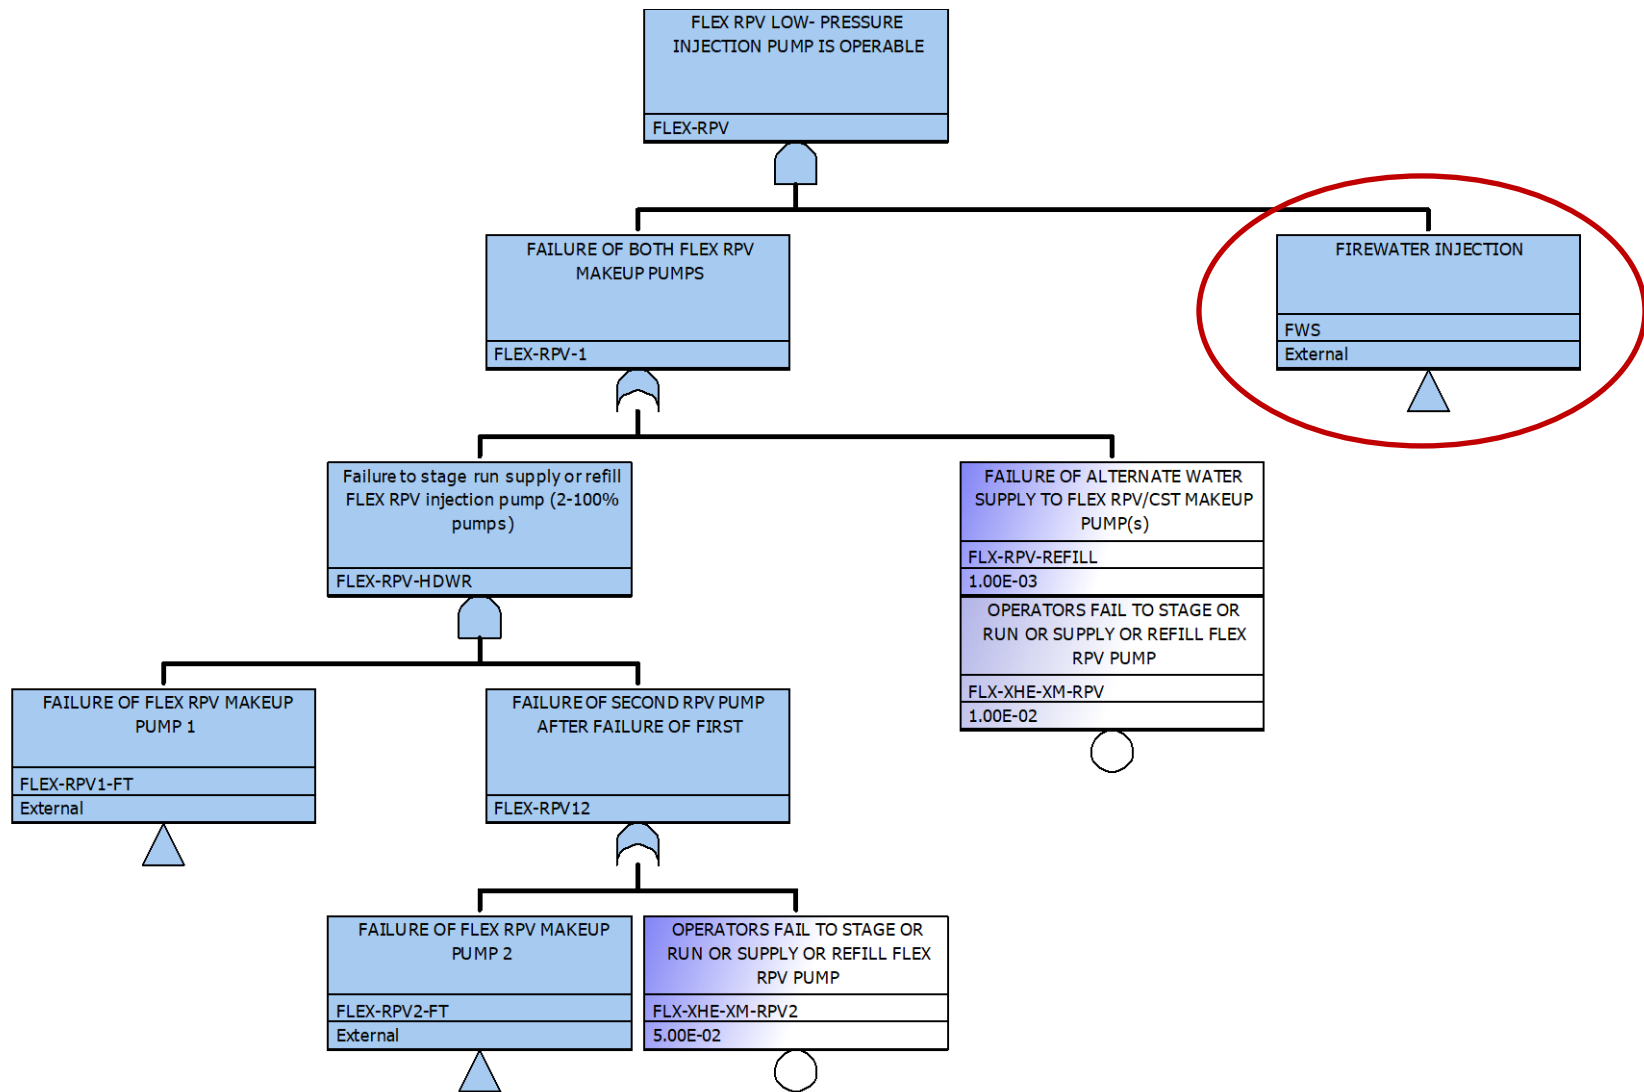 FLEX RPV LOW- PRESSURE
INJECTION PUMP IS OPERABLE
FLEX-RPV
FAILURE OF BOTH FLEX RPV
MAKEUP PUMPS
FLEX-RPV-1
FIREWATER INJECTION
FWS
External
Failure to stage run supply or refill
FLEX RPV injection pump (2-100%
pumps)
FLEX-RPV-HDWR
FAILURE OF ALTERNATE WATER
SUPPLY TO FLEX RPV/CST MAKEUP
PUMP(s)
FLX-RPV-REFILL
1.00E-03
OPERATORS FAIL TO STAGE OR
RUN OR SUPPLY OR REFILL FLEX
RPV PUMP
FLX-XHE-XM-RPV
1.00E-02
FAILURE OF FLEX RPV MAKEUP
PUMP 1
FLEX-RPV1-FT
External
FAILURE OF SECOND RPV PUMP
AFTER FAILURE OF FIRST
FLEX-RPV12
FAILURE OF FLEX RPV MAKEUP
PUMP 2
FLEX-RPV2-FT
External
OPERATORS FAIL TO STAGE OR
RUN OR SUPPLY OR REFILL FLEX
RPV PUMP
FLX-XHE-XM-RPV2
5.00E-02